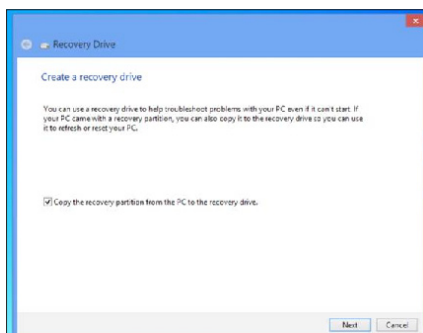 Recovery Drive
Create a recovery drive
You can use a recovery drive to help troubleshoot problems with your PC even if it can't start. If
your PC came with a recovery partition, you can also copy it to the recovery drive so you can use
it to refresh or reset your PC.
Copy the recovery partition from the PC to the recovery drive.
Next Cancel